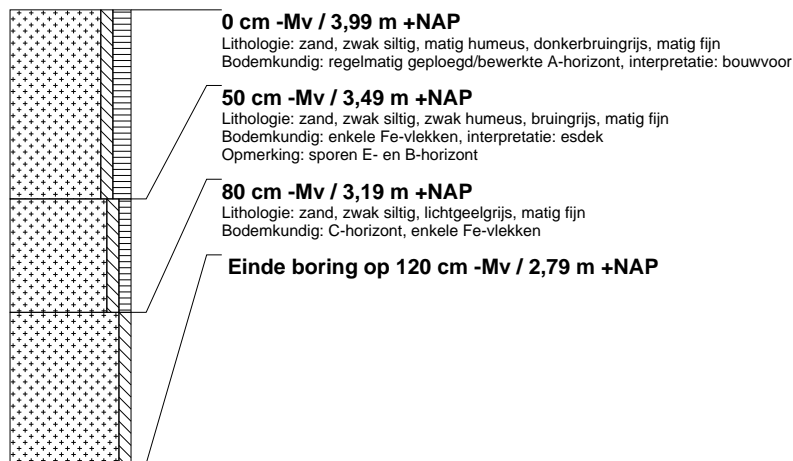 0 cm -Mv / 3,99 m +NAP
Lithologie: zand, zwak siltig, matig humeus, donkerbruingrijs, matig fijn
Bodemkundig: regelmatig geploegd/bewerkte A-horizont, interpretatie: bouwvoor
50 cm -Mv / 3,49 m +NAP
Lithologie: zand, zwak siltig, zwak humeus, bruingrijs, matig fijn
Bodemkundig: enkele Fe-vlekken, interpretatie: esdek
Opmerking: sporen E- en B-horizont
80 cm -Mv / 3,19 m +NAP
Lithologie: zand, zwak siltig, lichtgeelgrijs, matig fijn
Bodemkundig: C-horizont, enkele Fe-vlekken
Einde boring op 120 cm -Mv / 2,79 m +NAP